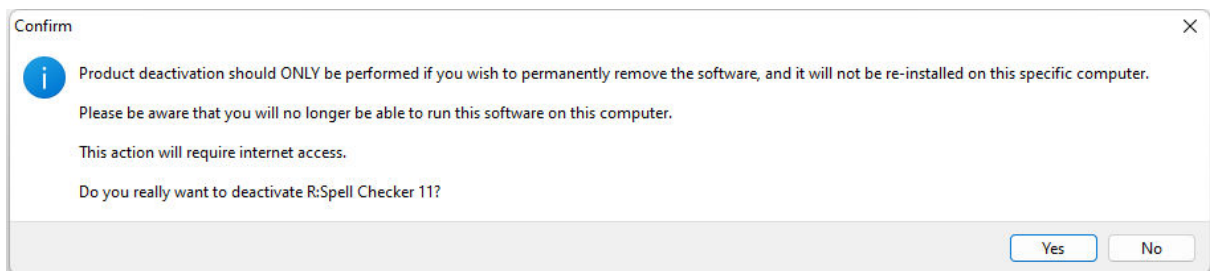 Confirm
Product deactivation should ONLY be performed if you wish to permanently remove the software, and it will not be re-installed on this specific computer.
Please be aware that you will no longer be able to run this software on this computer.
This action will require internet access.
Do you really want to deactivate R:Spell Checker 11?
Yes No